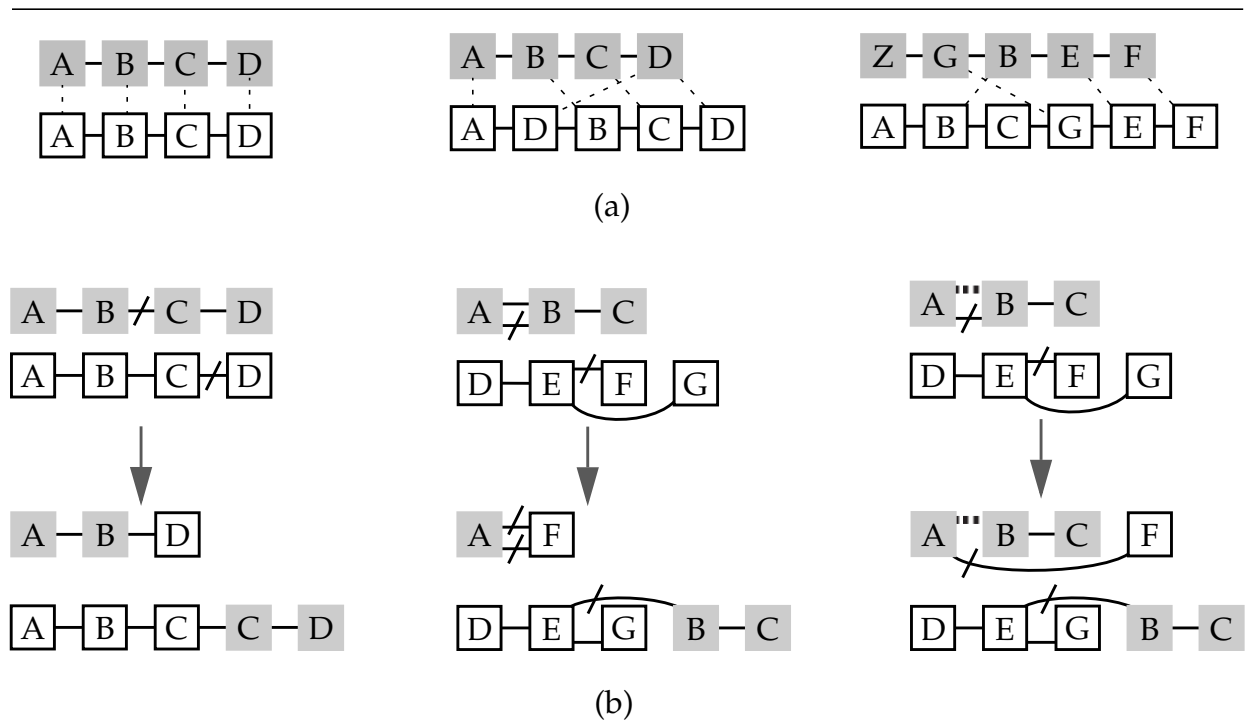 A B C D
A B C D
A B C D
A D B C D
Z G B E F
A B C G E F
(a)
A B C D
A B C D
A B D
A B C C D
A B C
D E F G
A F
D E G B C
A B C
D E F G
A B C F
D E G B C
(b)